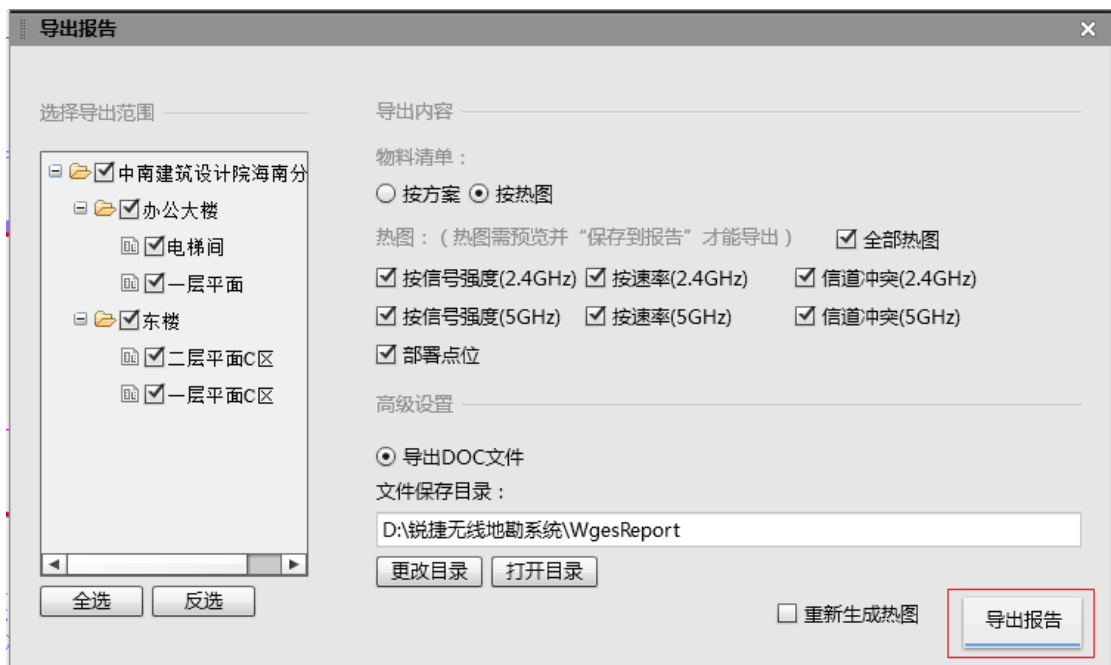 导出报告
选择导出范围
中南建筑设计院海南分
办公大楼
电梯间
一层平面
东楼
二层平面C区
一层平面C区
全选 反选
导出内容
物料清单：
按方案 按热图
热图：(热图需预览并“保存到报告”才能导出) 全部热图
按信号强度(2.4GHz) 按速率(2.4GHz) 信道冲突(2.4GHz)
按信号强度(5GHz) 按速率(5GHz) 信道冲突(5GHz)
部署点位
高级设置
导出DOC文件
文件保存目录：
D:\锐捷无线地勘系统\WgesReport
更改目录 打开目录
重新生成热图 导出报告